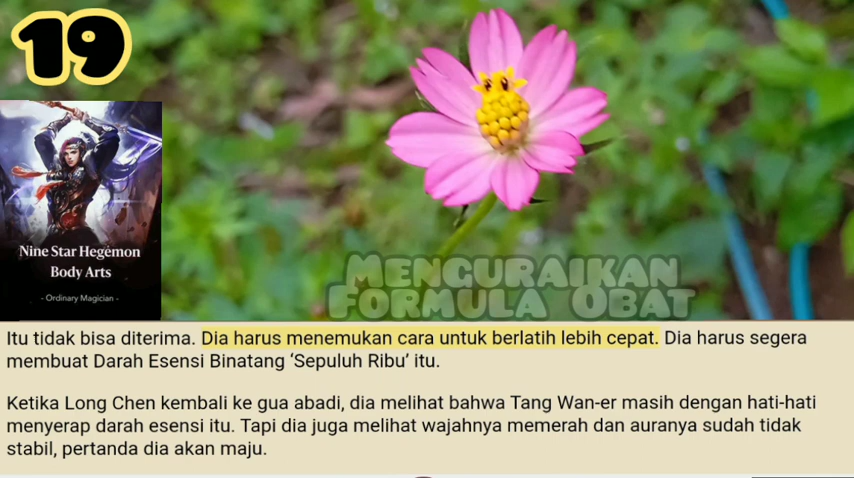 19
Nine Star Hegemon
Body Arts
- Ordinary Magician -
MENGURAIKAN
FORMULA OBAT
Itu tidak bisa diterima. Dia harus menemukan cara untuk berlatih lebih cepat. Dia harus segera
membuat Darah Esensi Binatang ‘Sepuluh Ribu’ itu.
Ketika Long Chen kembali ke gua abadi, dia melihat bahwa Tang Wan-er masih dengan hati-hati
menyerap darah esensi itu. Tapi dia juga melihat wajahnya memerah dan auranya sudah tidak
stabil, pertanda dia akan maju.